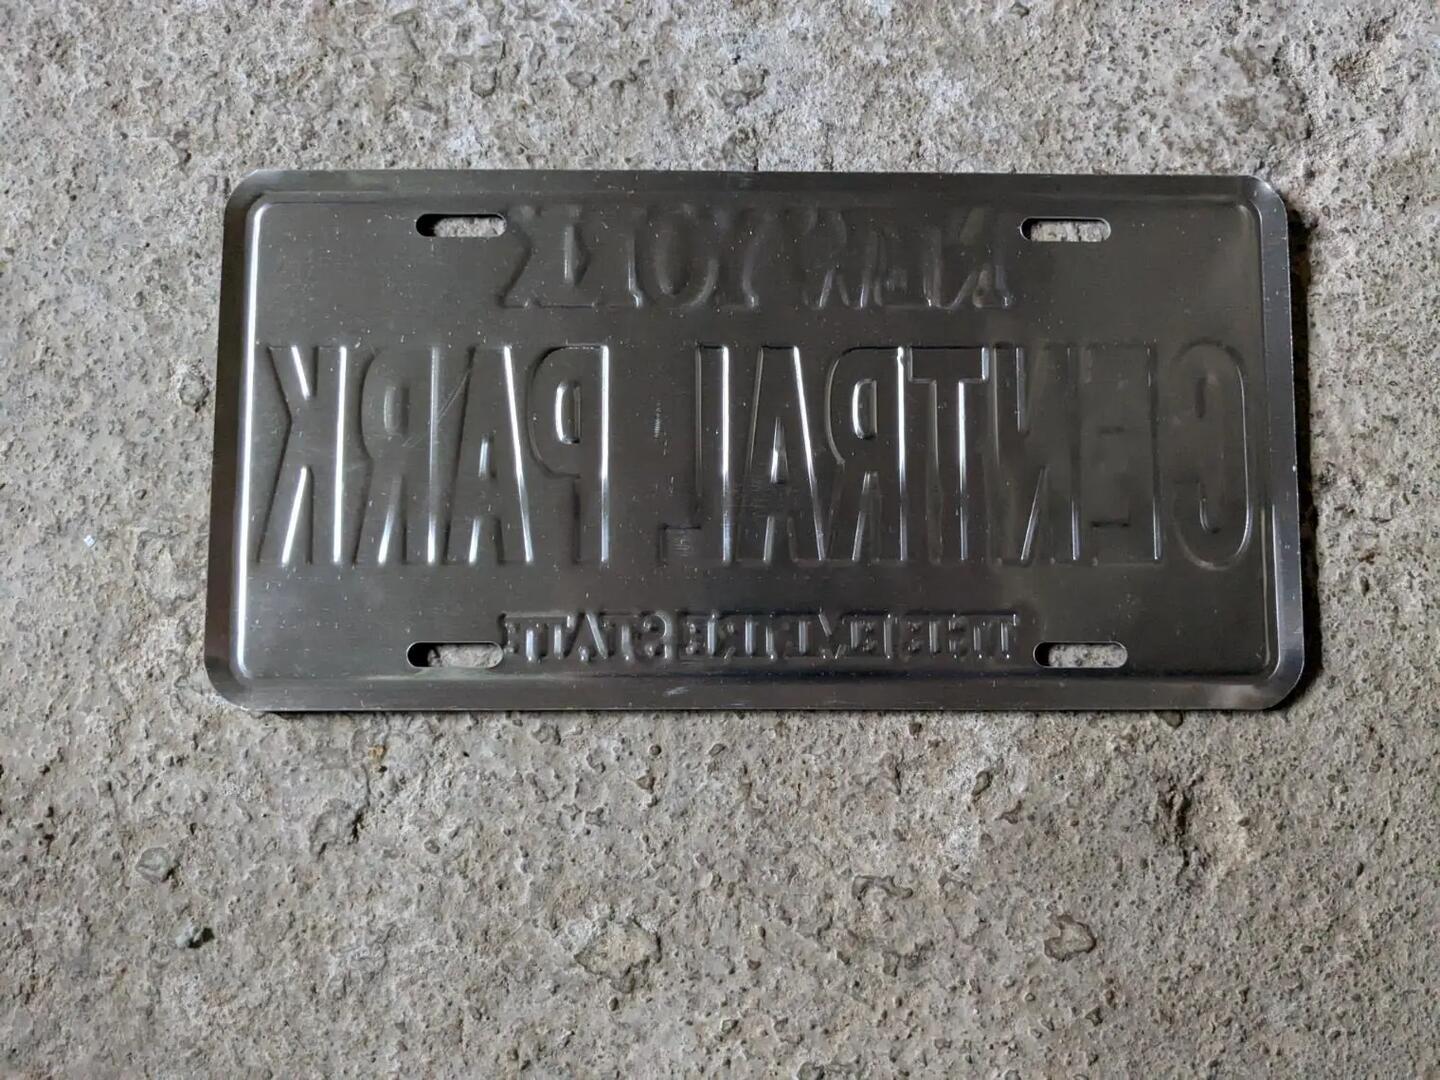 NEW YORK
CENTRAL PARK
THE EMPIRE STATE